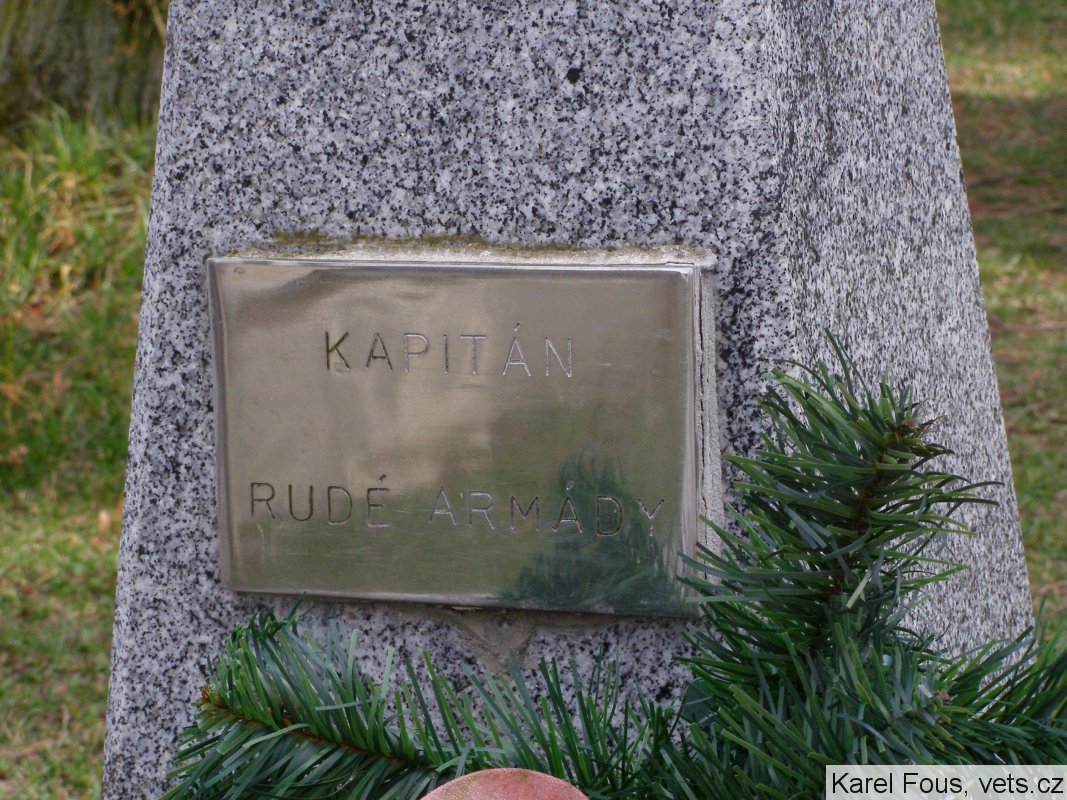 KAPITÁN
RUDÉ ARMÁDY
Karel Fous, vets.cz